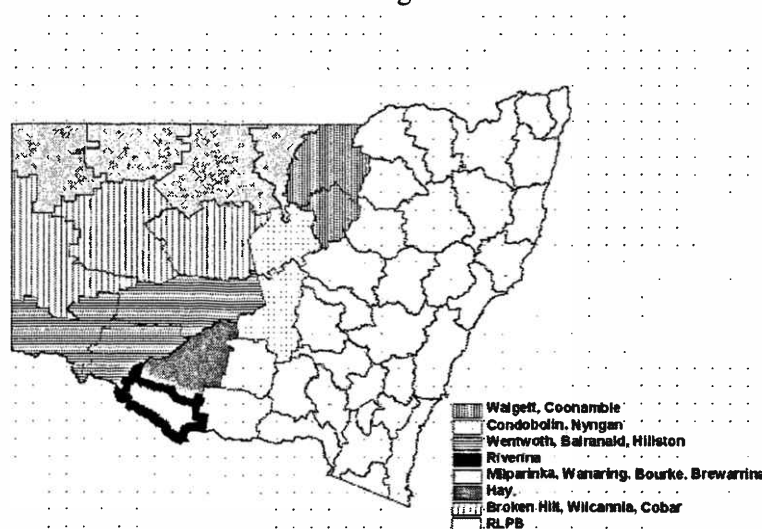 Walgett, Coonamble
Condobolin, Nyngan
Wentwoth, Balranald, Hillston
Riverina
Milparinka, Wanaring, Bourke, Brewarrina
Hay,
Broken Hill, Wilcannia, Cobar
RLPB